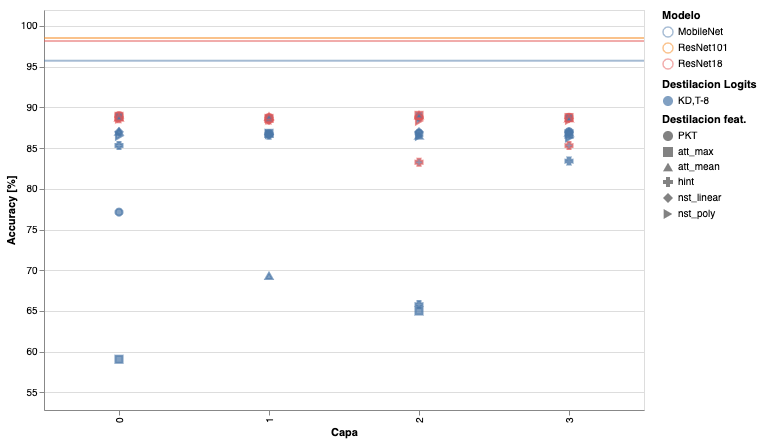 100
95
90
85
80
75
70
65
60
55
Accuracy [%]
0
1
2
3
Capa
Modelo
MobileNet
ResNet101
ResNet18
Destilacion Logits
KD,T-8
Destilacion feat.
PKT
att_max
att_mean
hint
nst_linear
nst_poly